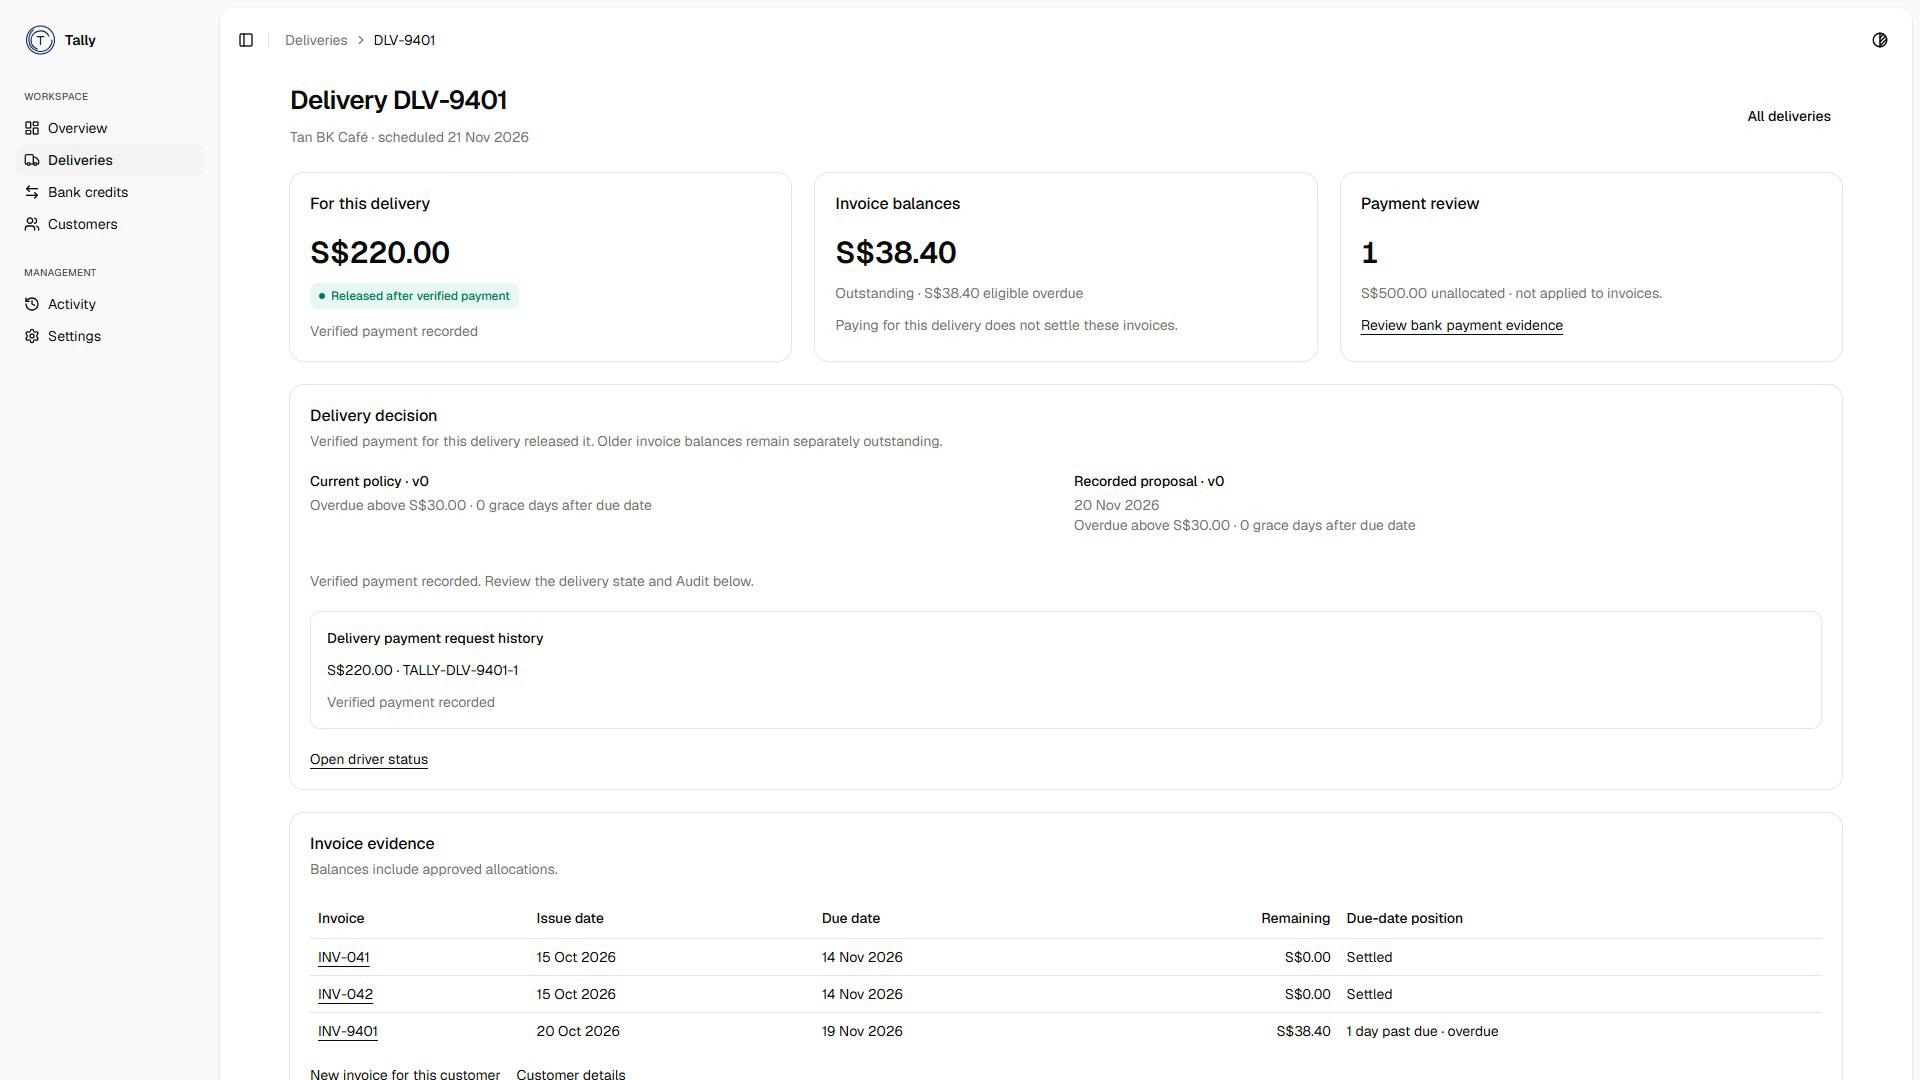 Tally
WORKSPACE
Overview
Deliveries
Bank credits
Customers
MANAGEMENT
Activity
Settings
Deliveries > DLV-9401
Delivery DLV-9401
Tan BK Café · scheduled 21 Nov 2026
All deliveries
For this delivery
S$220.00
Released after verified payment
Verified payment recorded
Invoice balances
S$38.40
Outstanding · S$38.40 eligible overdue
Paying for this delivery does not settle these invoices.
Payment review
1
S$500.00 unallocated · not applied to invoices.
Review bank payment evidence
Delivery decision
Verified payment for this delivery released it. Older invoice balances remain separately outstanding.
Current policy · v0
Overdue above S$30.00 · 0 grace days after due date
Recorded proposal · v0
20 Nov 2026
Overdue above S$30.00 · 0 grace days after due date
Verified payment recorded. Review the delivery state and Audit below.
Delivery payment request history
S$220.00 · TALLY-DLV-9401-1
Verified payment recorded
Open driver status
Invoice evidence
Balances include approved allocations.
Invoice Issue date Due date Remaining Due-date position
INV-041 15 Oct 2026 14 Nov 2026 S$0.00 Settled
INV-042 15 Oct 2026 14 Nov 2026 S$0.00 Settled
INV-9401 20 Oct 2026 19 Nov 2026 S$38.40 1 day past due · overdue
New invoice for this customer Customer details